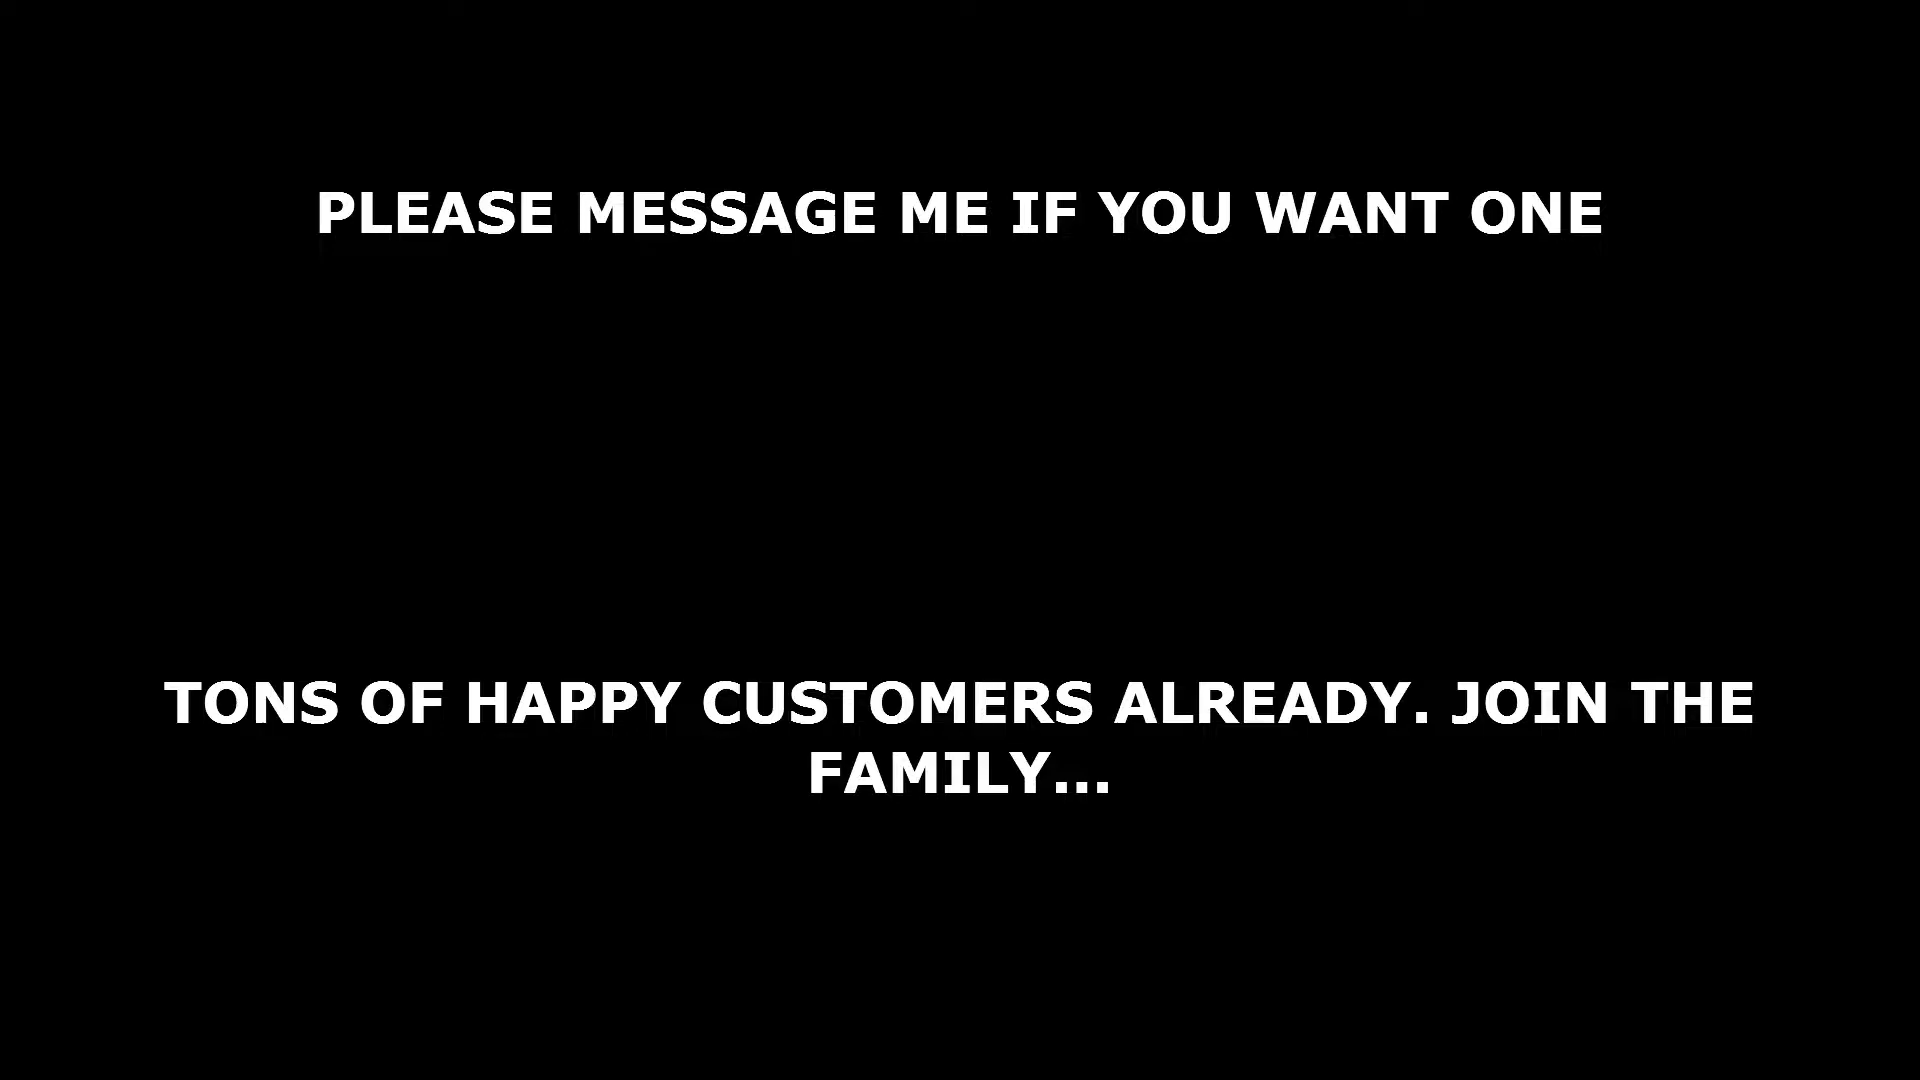 PLEASE MESSAGE ME IF YOU WANT ONE
TONS OF HAPPY CUSTOMERS ALREADY. JOIN THE
FAMILY...